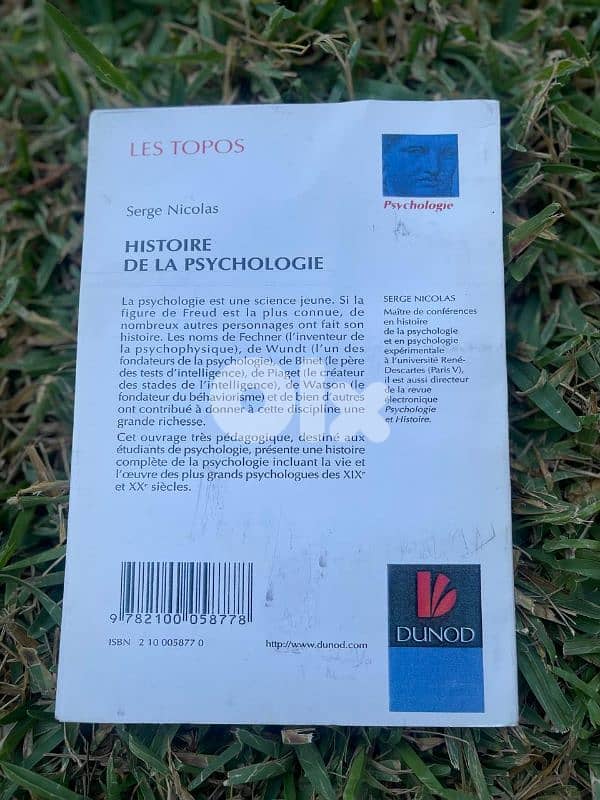 LES TOPOS
Psychologie
Serge Nicolas
HISTOIRE
DE LA PSYCHOLOGIE
La psychologie est une science jeune. Si la
figure de Freud est la plus connue, de
nombreux autres personnages ont fait son
histoire. Les noms de Fechner (l'inventeur de
la psychophysique), de Wundt (l'un des
fondateurs de la psychologie), de Binet (le père
des tests d'intelligence), de Piaget (le créateur
des stades de l'intelligence), de Watson (le
fondateur du béhaviorisme) et de bien d'autres
ont contribué à donner à cette discipline une
grande richesse.
Cet ouvrage très pédagogique, destiné aux
étudiants de psychologie, présente une histoire
complète de la psychologie incluant la vie et
l'œuvre des plus grands psychologues des XIXe
et XXe siècles.
SERGE NICOLAS
Maître de conférences
en histoire
de la psychologie
et en psychologie
expérimentale
à l'université René-
Descartes (Paris V),
il est aussi directeur
de la revue
électronique
Psychologie
et Histoire.
olx
9 782100 058778
ISBN 2 10 005877 0
http://www.dunod.com
DUNOD